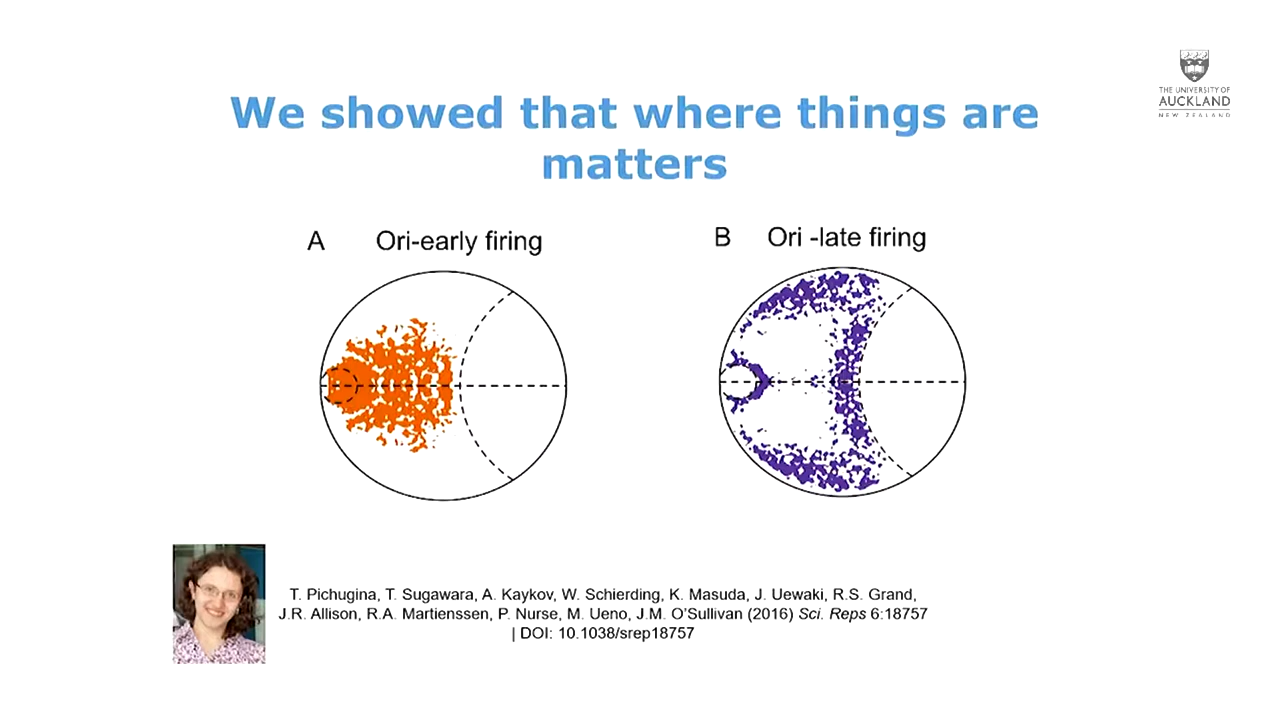 THE UNIVERSITY OF
AUCKLAND
NEW ZEALAND
We showed that where things are
matters
A Ori-early firing
B Ori -late firing
T. Pichugina, T. Sugawara, A. Kaykov, W. Schierding, K. Masuda, J. Uewaki, R.S. Grand,
J.R. Allison, R.A. Martienssen, P. Nurse, M. Ueno, J.M. O'Sullivan (2016) Sci. Reps 6:18757
| DOI: 10.1038/srep18757